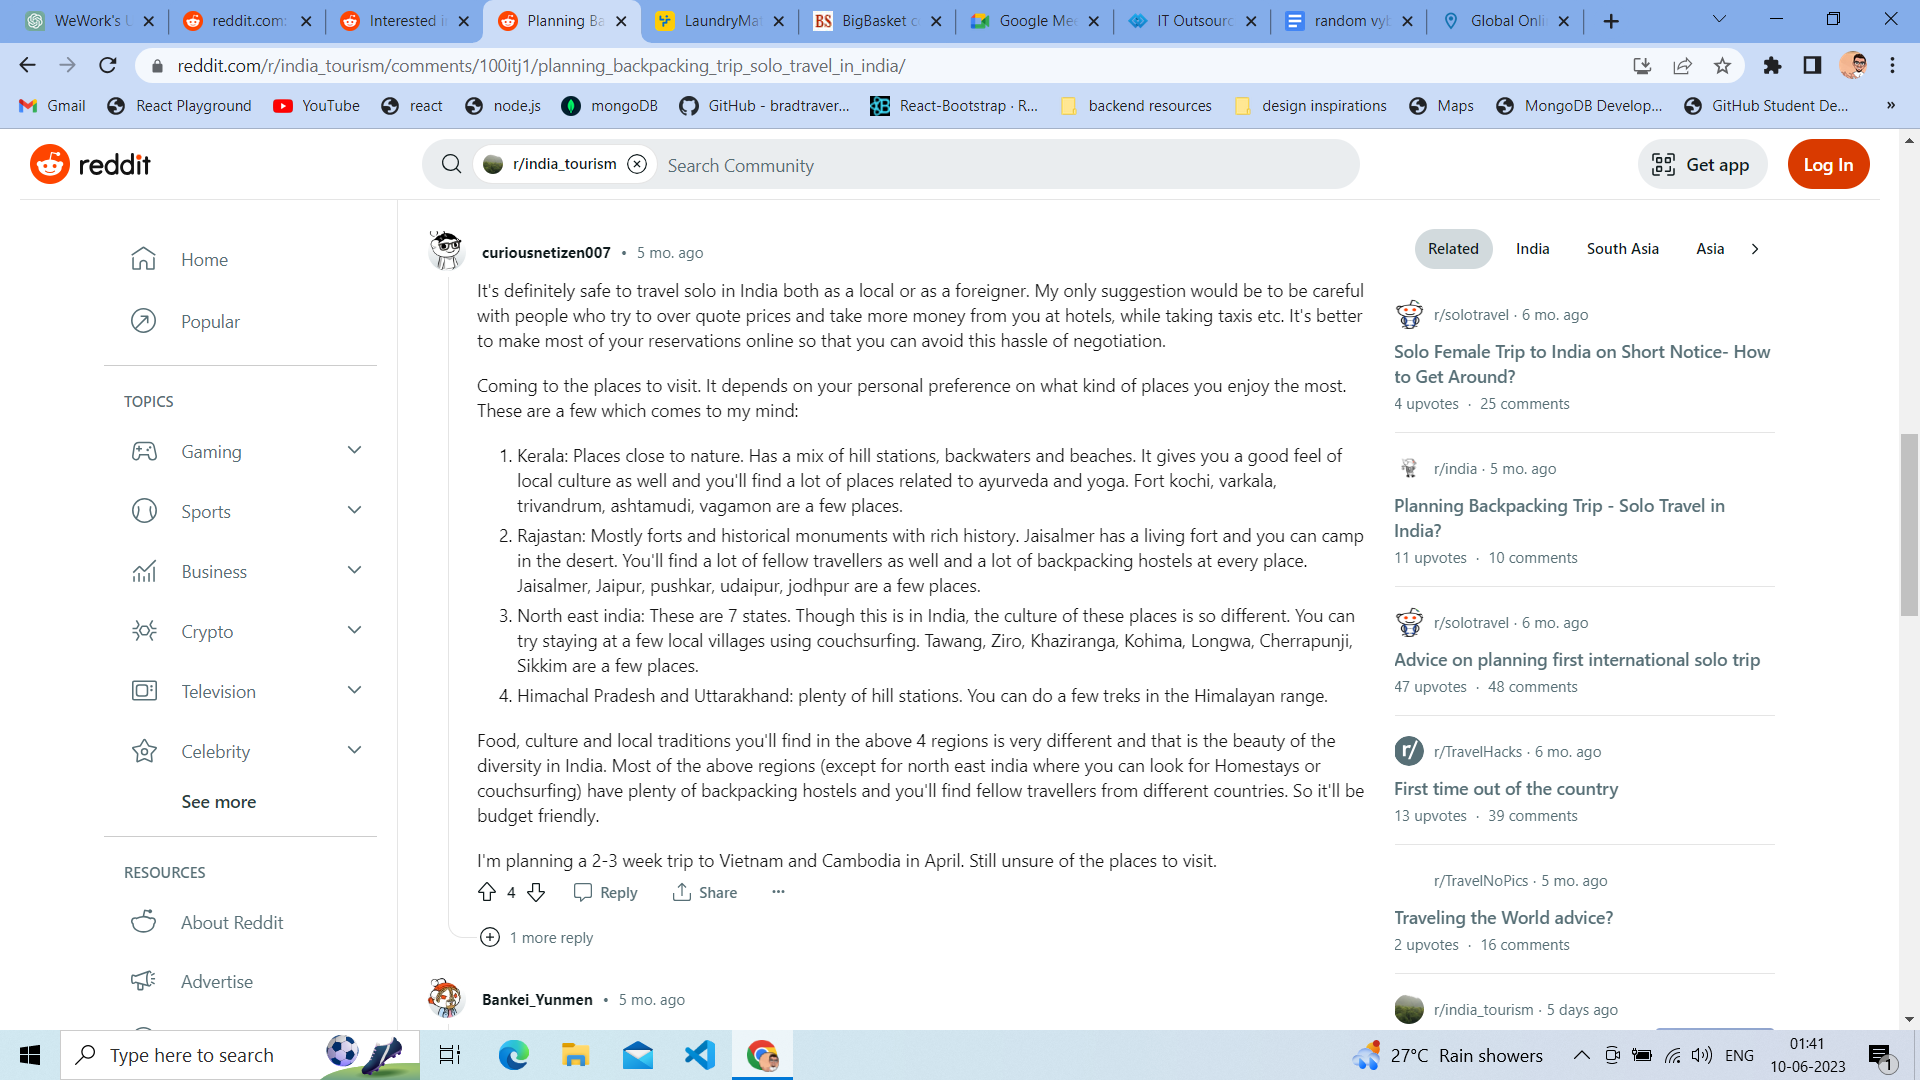 WeWork's U
reddit.com:
Interested i
Planning Ba
LaundryMat
BS
BigBasket c
Google Mee
IT Outsourc
random vyb
Global Onli
reddit.com/r/india_tourism/comments/100itj1/planning_backpacking_trip_solo_travel_in_india/
Gmail
React Playground
YouTube
react
node.js
mongoDB
GitHub - bradtraver...
React-Bootstrap · R...
backend resources
design inspirations
Maps
MongoDB Develop...
GitHub Student De...
»
reddit
r/india_tourism
Search Community
Get app
Log In
Home
Popular
TOPICS
Gaming
Sports
Business
Crypto
Television
Celebrity
See more
RESOURCES
About Reddit
Advertise
curiousnetizen007 • 5 mo. ago
It's definitely safe to travel solo in India both as a local or as a foreigner. My only suggestion would be to be careful
with people who try to over quote prices and take more money from you at hotels, while taking taxis etc. It's better
to make most of your reservations online so that you can avoid this hassle of negotiation.
Coming to the places to visit. It depends on your personal preference on what kind of places you enjoy the most.
These are a few which comes to my mind:
1. Kerala: Places close to nature. Has a mix of hill stations, backwaters and beaches. It gives you a good feel of
local culture as well and you'll find a lot of places related to ayurveda and yoga. Fort kochi, varkala,
trivandrum, ashtamudi, vagamon are a few places.
2. Rajastan: Mostly forts and historical monuments with rich history. Jaisalmer has a living fort and you can camp
in the desert. You'll find a lot of fellow travellers as well and a lot of backpacking hostels at every place.
Jaisalmer, Jaipur, pushkar, udaipur, jodhpur are a few places.
3. North east india: These are 7 states. Though this is in India, the culture of these places is so different. You can
try staying at a few local villages using couchsurfing. Tawang, Ziro, Khaziranga, Kohima, Longwa, Cherrapunji,
Sikkim are a few places.
4. Himachal Pradesh and Uttarakhand: plenty of hill stations. You can do a few treks in the Himalayan range.
Food, culture and local traditions you'll find in the above 4 regions is very different and that is the beauty of the
diversity in India. Most of the above regions (except for north east india where you can look for Homestays or
couchsurfing) have plenty of backpacking hostels and you'll find fellow travellers from different countries. So it'll be
budget friendly.
I'm planning a 2-3 week trip to Vietnam and Cambodia in April. Still unsure of the places to visit.
4
Reply
Share
1 more reply
Bankei_Yunmen • 5 mo. ago
Related
India
South Asia
Asia
r/solotravel · 6 mo. ago
Solo Female Trip to India on Short Notice- How
to Get Around?
4 upvotes · 25 comments
r/india · 5 mo. ago
Planning Backpacking Trip - Solo Travel in
India?
11 upvotes · 10 comments
r/solotravel · 6 mo. ago
Advice on planning first international solo trip
47 upvotes · 48 comments
r/
r/TravelHacks · 6 mo. ago
First time out of the country
13 upvotes · 39 comments
r/TravelNoPics · 5 mo. ago
Traveling the World advice?
2 upvotes · 16 comments
r/india_tourism · 5 days ago
Type here to search
27°C Rain showers
ENG
01:41
10-06-2023
1